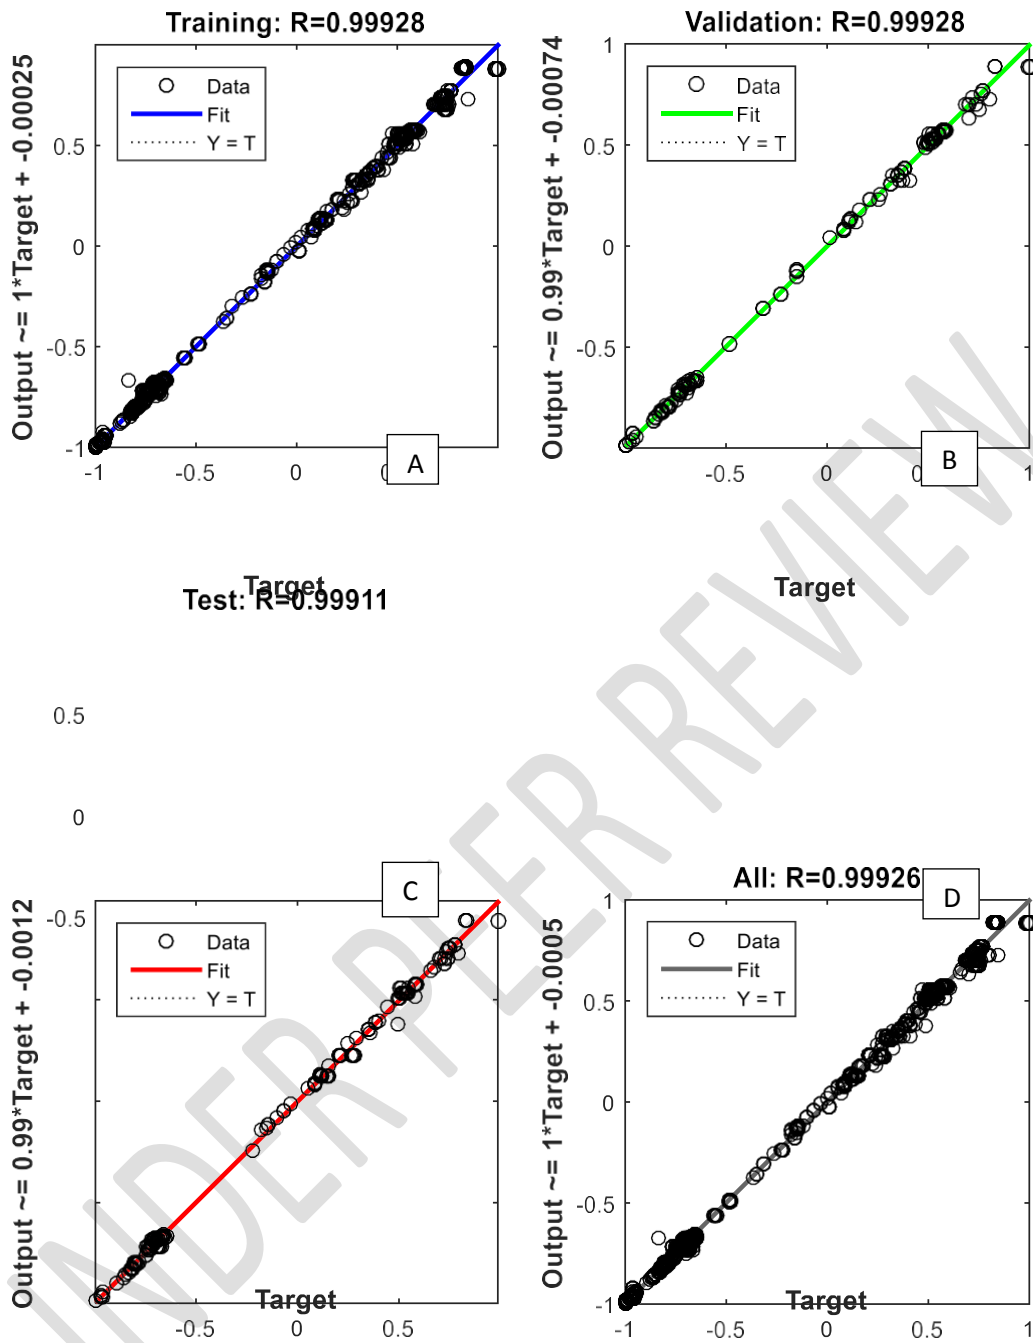 Training: R=0.99928
Output ~= 1*Target + -0.00025
Data
Fit
Y = T
0.5
0
-0.5
-1
-1
-0.5
0
A
Target
Validation: R=0.99928
Output ~= 0.99*Target + -0.00074
Data
Fit
Y = T
1
0.5
0
-0.5
-0.5
0
1
B
Target
Test: R=0.99911
0.5
0
-0.5
Output ~= 0.99*Target + -0.0012
Data
Fit
Y = T
C
Target
-0.5
0
0.5
All: R=0.99926
Output ~= 1*Target + -0.0005
Data
Fit
Y = T
1
0.5
0
-0.5
-1
-1
-0.5
0
0.5
1
D
Target
UNDER PEER REVIEW